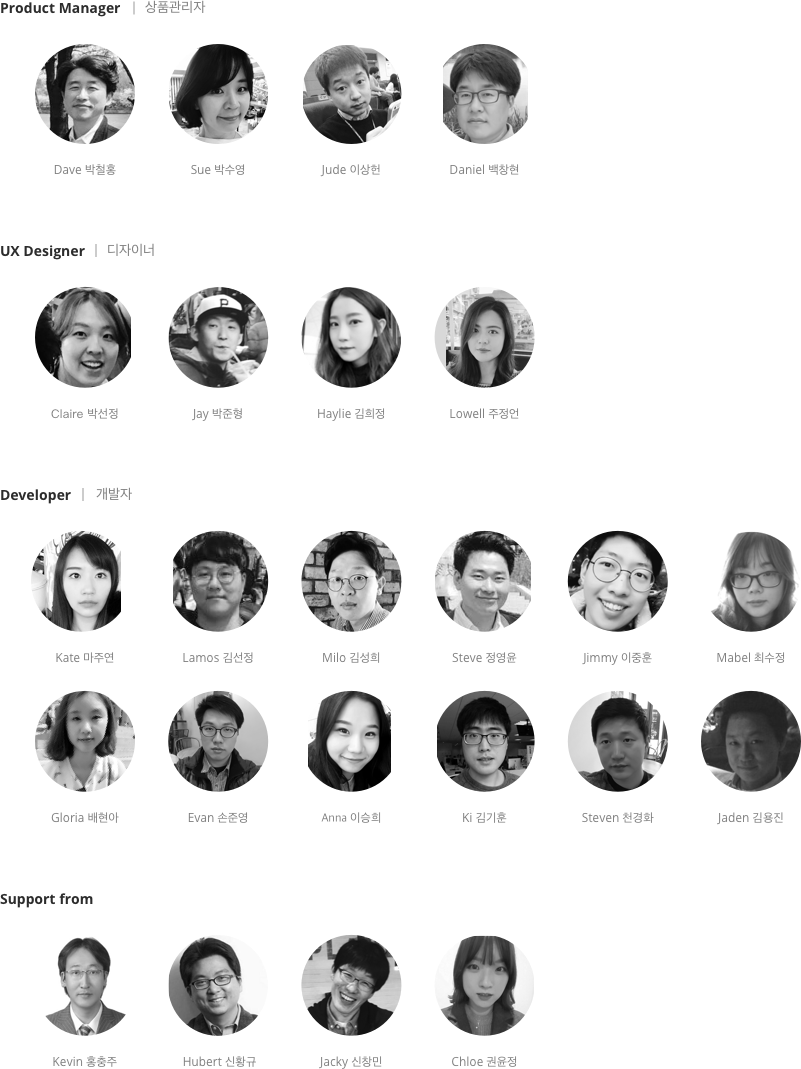 Product Manager | 상품관리자
Dave 박철홍 Sue 박수영 Jude 이상헌 Daniel 백창현
UX Designer | 디자이너
Claire 박선정 Jay 박준형 Haylie 김희정 Lowell 주정언
Developer | 개발자
Kate 마주연 Lamos 김선정 Milo 김성희 Steve 정영윤 Jimmy 이중훈 Mabel 최수정
Gloria 배현아 Evan 손준영 Anna 이승희 Ki 김기훈 Steven 천경화 Jaden 김용진
Support from
Kevin 홍충주 Hubert 신황규 Jacky 신창민 Chloe 권윤정